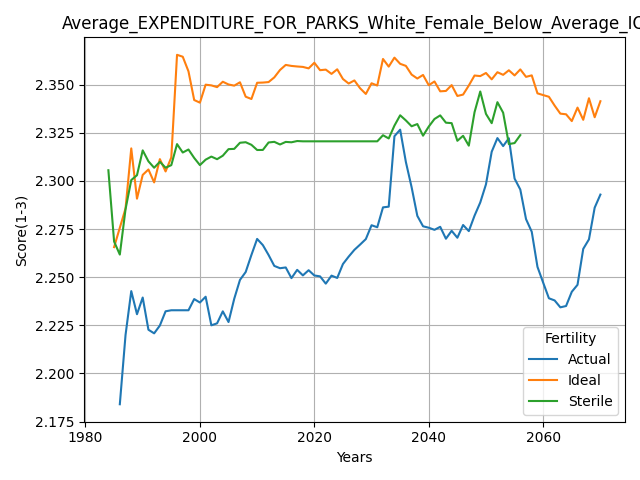 Average_EXPENDITURE_FOR_PARKS_White_Female_Below_Average_IQ
Score(1-3)
2.350
2.325
2.300
2.275
2.250
2.225
2.200
2.175
1980
2000
2020
2040
2060
Years
Fertility
Actual
Ideal
Sterile